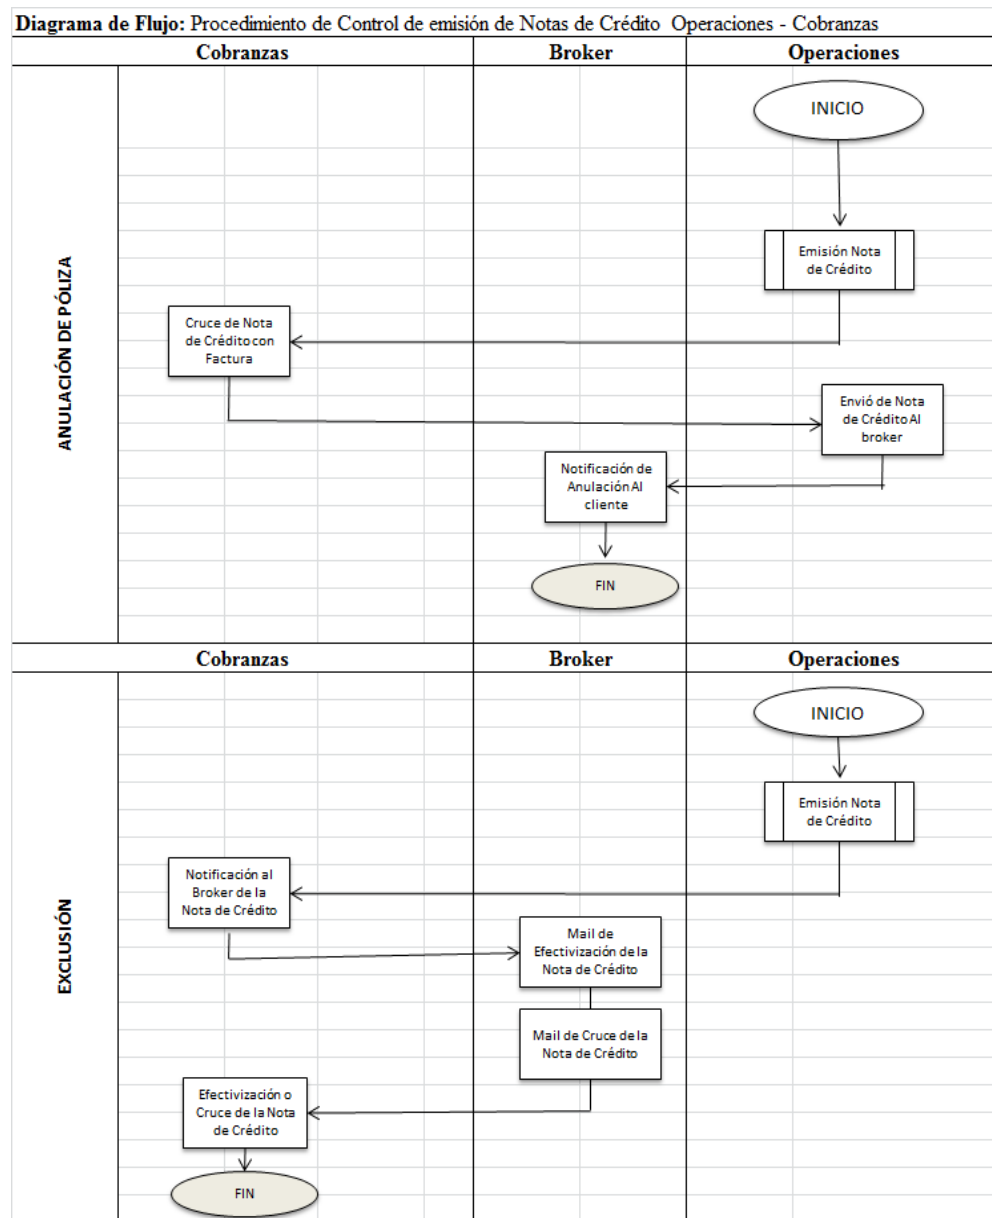 Diagrama de Flujo: Procedimiento de Control de emisión de Notas de Crédito Operaciones - Cobranzas
Cobranzas
Broker
Operaciones
ANULACIÓN DE PÓLIZA
INICIO
Emisión Nota
de Crédito
Cruce de Nota
de Crédito con
Factura
Envió de Nota
de Crédito Al
broker
Notificación de
Anulación Al
cliente
FIN
Cobranzas
Broker
Operaciones
EXCLUSIÓN
INICIO
Emisión Nota
de Crédito
Notificación al
Broker de la
Nota de Crédito
Mail de
Efectivización de la
Nota de Crédito
Mail de Cruce de la
Nota de Crédito
Efectivización o
Cruce de la Nota
de Crédito
FIN